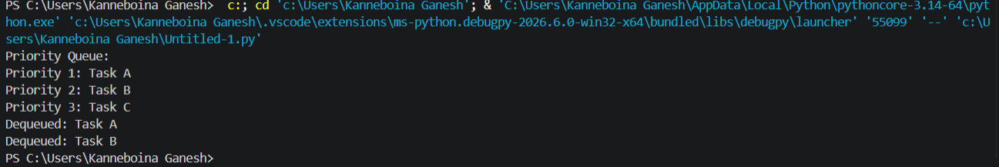 PS C:\Users\Kanneboina Ganesh>  c:; cd 'c:\Users\Kanneboina Ganesh'; & 'C:\Users\Kanneboina Ganesh\AppData\Local\Python\pythoncore-3.14-64\pyt
hon.exe' 'c:\Users\Kanneboina Ganesh\.vscode\extensions\ms-python.debugpy-2026.6.0-win32-x64\bundled\libs\debugpy\launcher' '55099' '--' 'c:\U
sers\Kanneboina Ganesh\Untitled-1.py'
Priority Queue:
Priority 1: Task A
Priority 2: Task B
Priority 3: Task C
Dequeued: Task A
Dequeued: Task B
PS C:\Users\Kanneboina Ganesh>